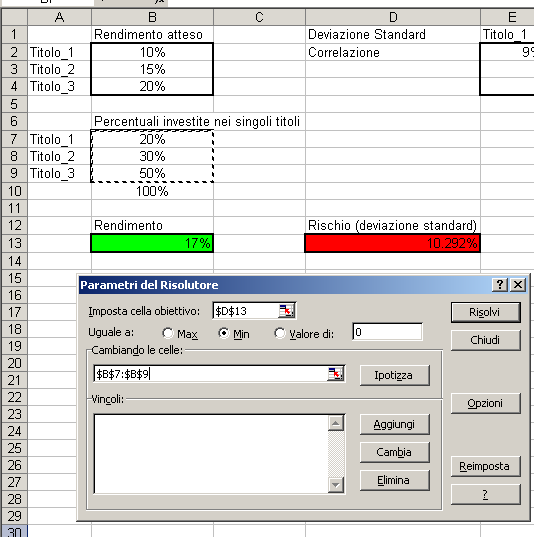 A B C D E
1 Rendimento atteso Deviazione Standard Titolo_1
2 Titolo_1 10% Correlazione 9%
3 Titolo_2 15%
4 Titolo_3 20%
5
6 Percentuali investite nei singoli titoli
7 Titolo_1 20%
8 Titolo_2 30%
9 Titolo_3 50%
10 100%
11
12 Rendimento Rischio (deviazione standard)
13 17% 10.292%
14
15
16
17
18
19
20
21
22
23
24
25
26
27
28
29
30
Parametri del Risolutore ? ×
Imposta cella obiettivo: $D$13 Risolvi
Uguale a: Max Min Valore di: 0 Chiudi
Cambiando le celle:
$B$7:$B$9 Ipotizza
Vincoli: Opzioni
Aggiungi
Cambia
Elimina
Reimposta
?